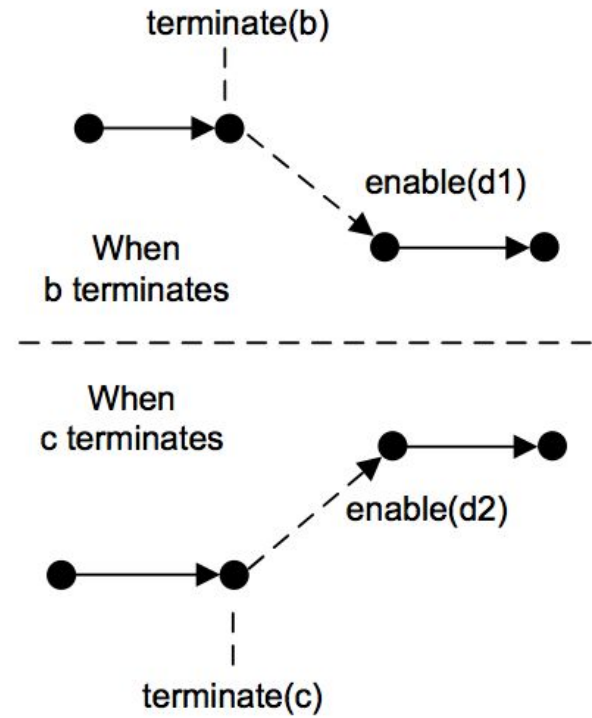 terminate(b)
enable(d1)
When
b terminates
When
c terminates
enable(d2)
terminate(c)